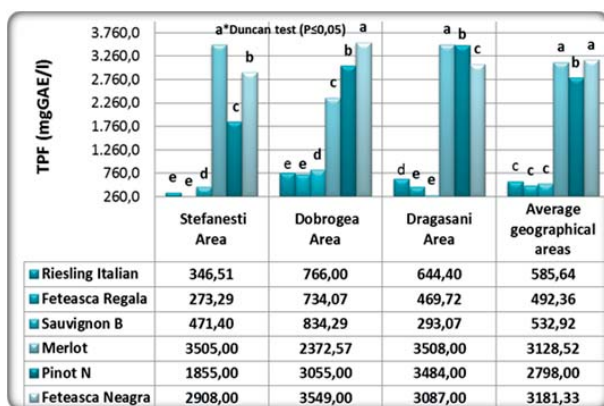 a*Duncan test (P≤0,05)
TPF (mgGAE/l)
3.760,0
3.260,0
2.760,0
2.260,0
1.760,0
1.260,0
760,0
260,0
e e d a c b
e e d c b a
d e e a a c
c c c a b a
Stefanesti Area Dobrogea Area Dragasani Area Average geographical areas
Riesling Italian 346,51 766,00 644,40 585,64
Feteasca Regala 273,29 734,07 469,72 492,36
Sauvignon B 471,40 834,29 293,07 532,92
Merlot 3505,00 2372,57 3508,00 3128,52
Pinot N 1855,00 3055,00 3484,00 2798,00
Feteasca Neagra 2908,00 3549,00 3087,00 3181,33